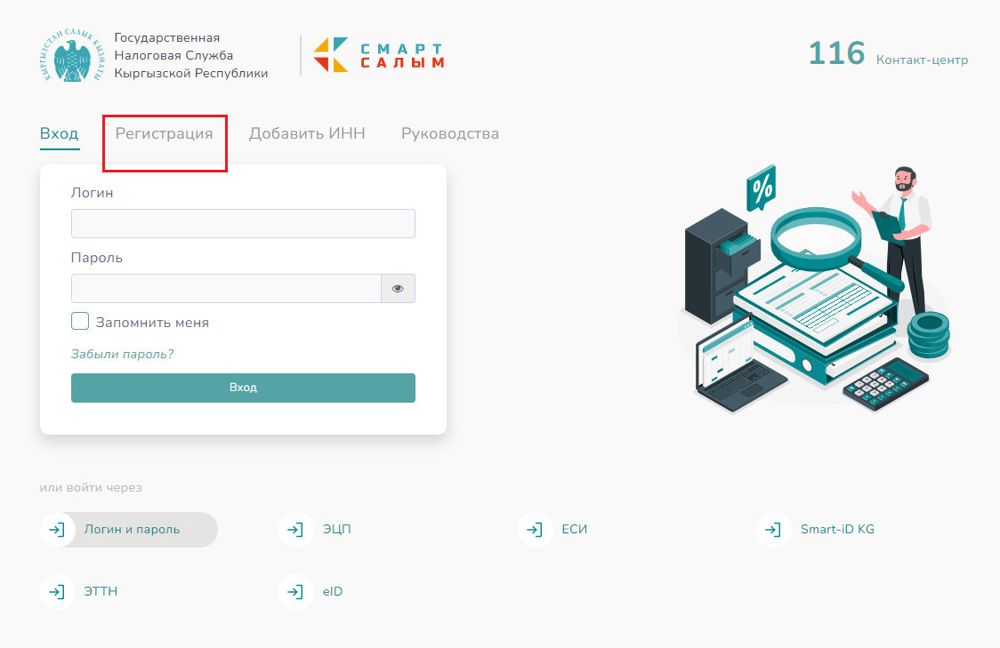 КЫРГЫЗСТАН САЛЫК КЫЗМАТЫ
Государственная
Налоговая Служба
Кыргызской Республики
СМАРТ
САЛЫМ
116 Контакт-центр
Вход Регистрация Добавить ИНН Руководства
Логин
Пароль
Запомнить меня
Забыли пароль?
Вход
%
или войти через
Логин и пароль ЭЦП ЕСИ Smart-iD KG
ЭТТН eID